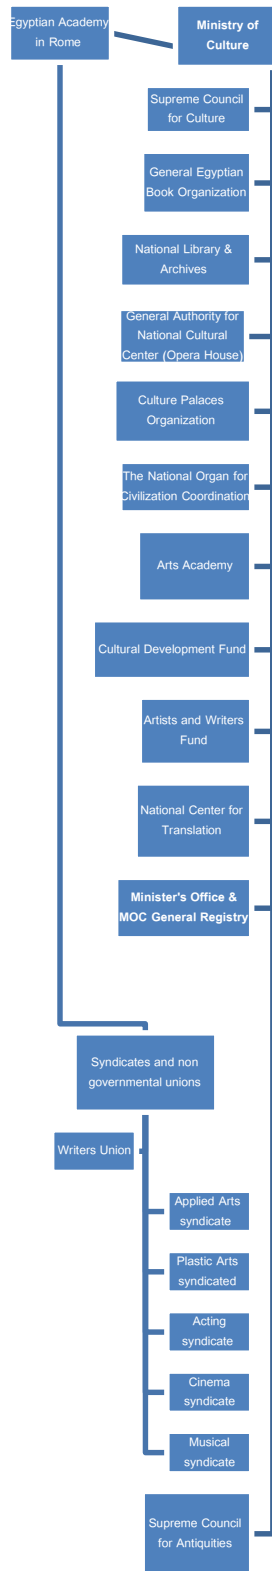 Egyptian Academy
in Rome
Ministry of
Culture
Supreme Council
for Culture
General Egyptian
Book Organization
National Library &
Archives
General Authority for
National Cultural
Center (Opera House)
Culture Palaces
Organization
The National Organ for
Civilization Coordination
Arts Academy
Cultural Development Fund
Artists and Writers
Fund
National Center for
Translation
Minister's Office &
MOC General Registry
Syndicates and non
governmental unions
Writers Union
Applied Arts
syndicate
Plastic Arts
syndicated
Acting
syndicate
Cinema
syndicate
Musical
syndicate
Supreme Council
for Antiquities